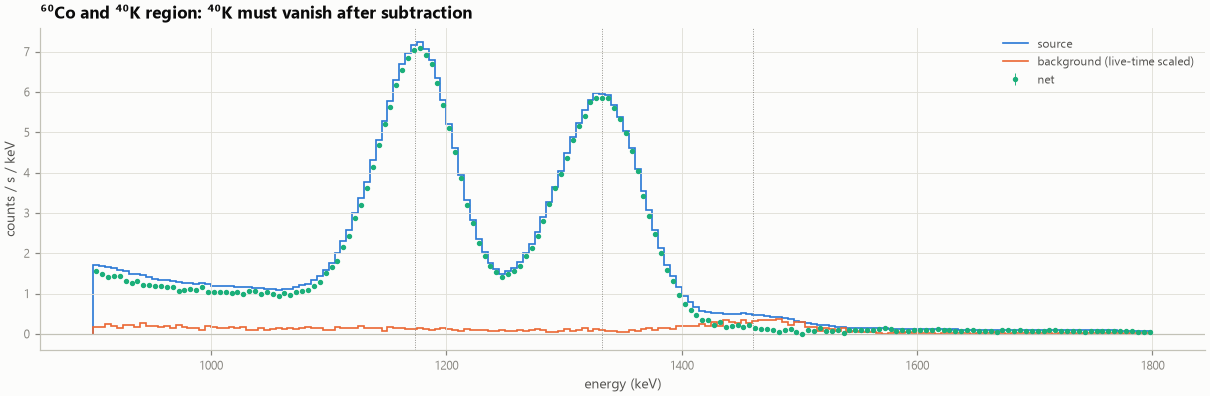 ⁶⁰Co and ⁴⁰K region: ⁴⁰K must vanish after subtraction
counts / s / keV
7
6
5
4
3
2
1
0
source
background (live-time scaled)
net
1000
1200
1400
1600
1800
energy (keV)